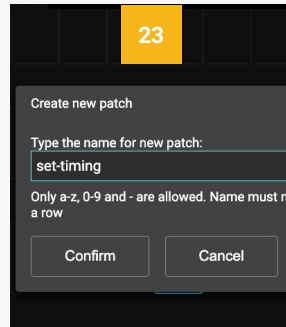 23
Create new patch
Type the name for new patch:
set-timing
Only a-z, 0-9 and - are allowed. Name must
a row
Confirm
Cancel